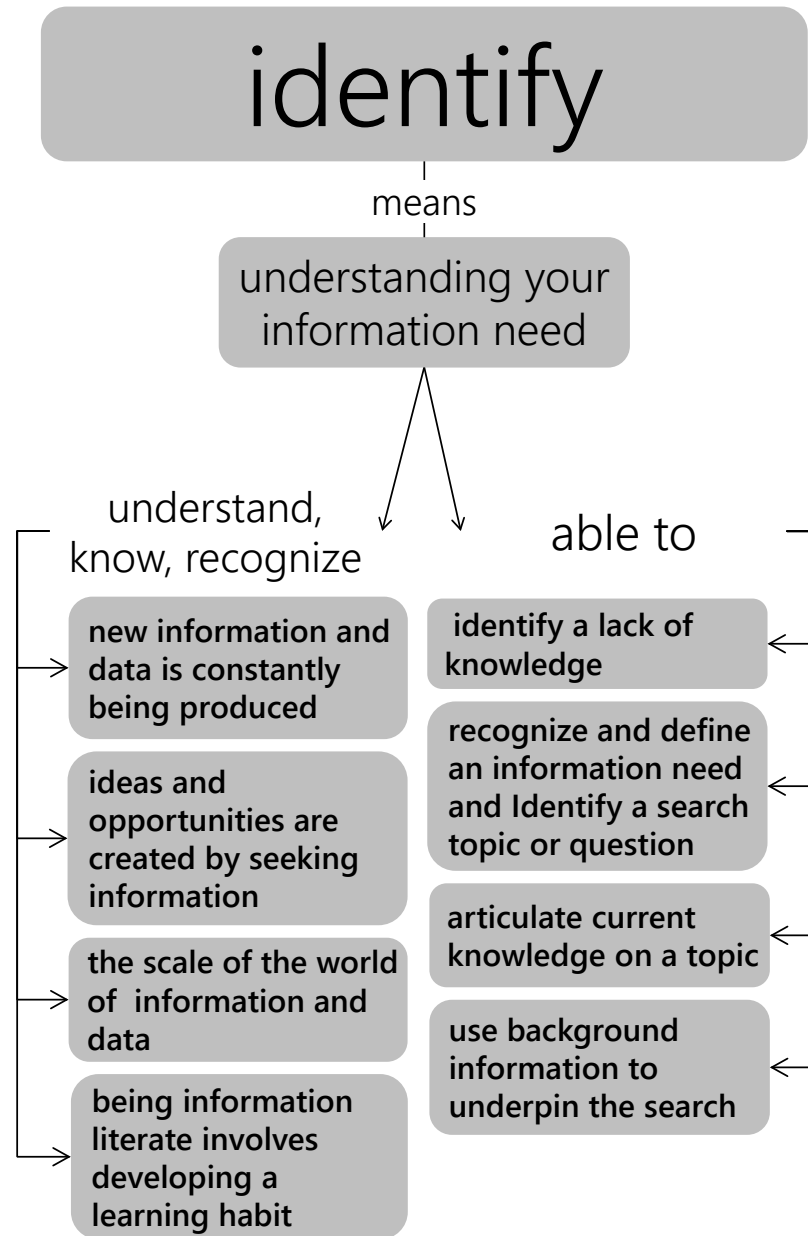 identify
means
understanding your
information need
understand,
know, recognize
new information and
data is constantly
being produced
ideas and
opportunities are
created by seeking
information
the scale of the world
of information and
data
being information
literate involves
developing a
learning habit
able to
identify a lack of
knowledge
recognize and define
an information need
and Identify a search
topic or question
articulate current
knowledge on a topic
use background
information to
underpin the search